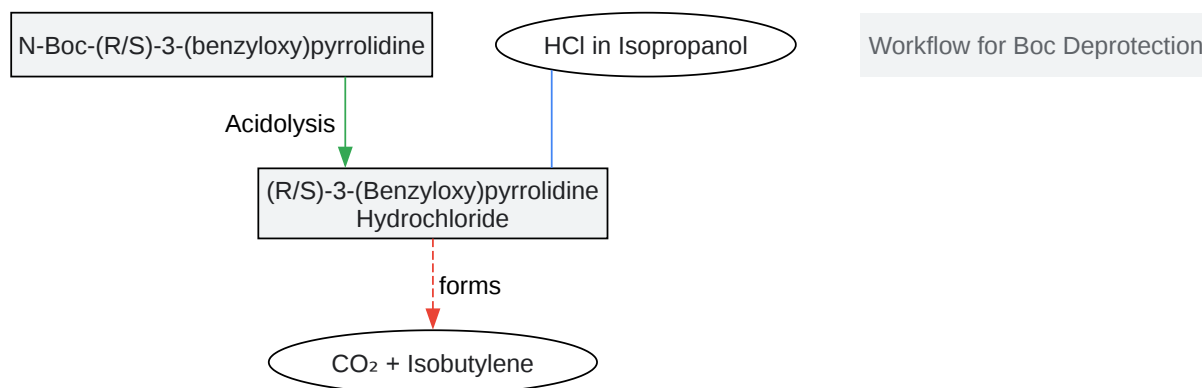 N-Boc-(R/S)-3-(benzyloxy)pyrrolidine
HCl in Isopropanol
Workflow for Boc Deprotection
Acidolysis
(R/S)-3-(Benzyloxy)pyrrolidine
Hydrochloride
forms
CO₂ + Isobutylene